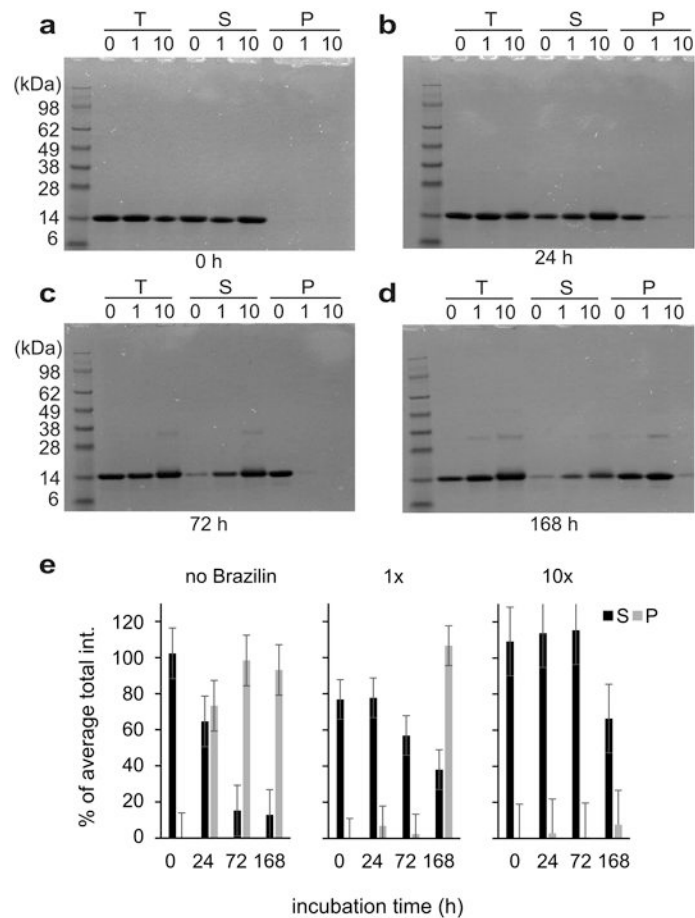 a
T S P
0 1 10 0 1 10 0 1 10
(kDa)
98
62
49
38
28
14
6
0 h
b
T S P
0 1 10 0 1 10 0 1 10
24 h
c
T S P
0 1 10 0 1 10 0 1 10
(kDa)
98
62
49
38
28
14
6
72 h
d
T S P
0 1 10 0 1 10 0 1 10
168 h
e
no Brazilin 1x 10x
S P
% of average total int.
120
100
80
60
40
20
0
0 24 72 168 0 24 72 168 0 24 72 168
incubation time (h)